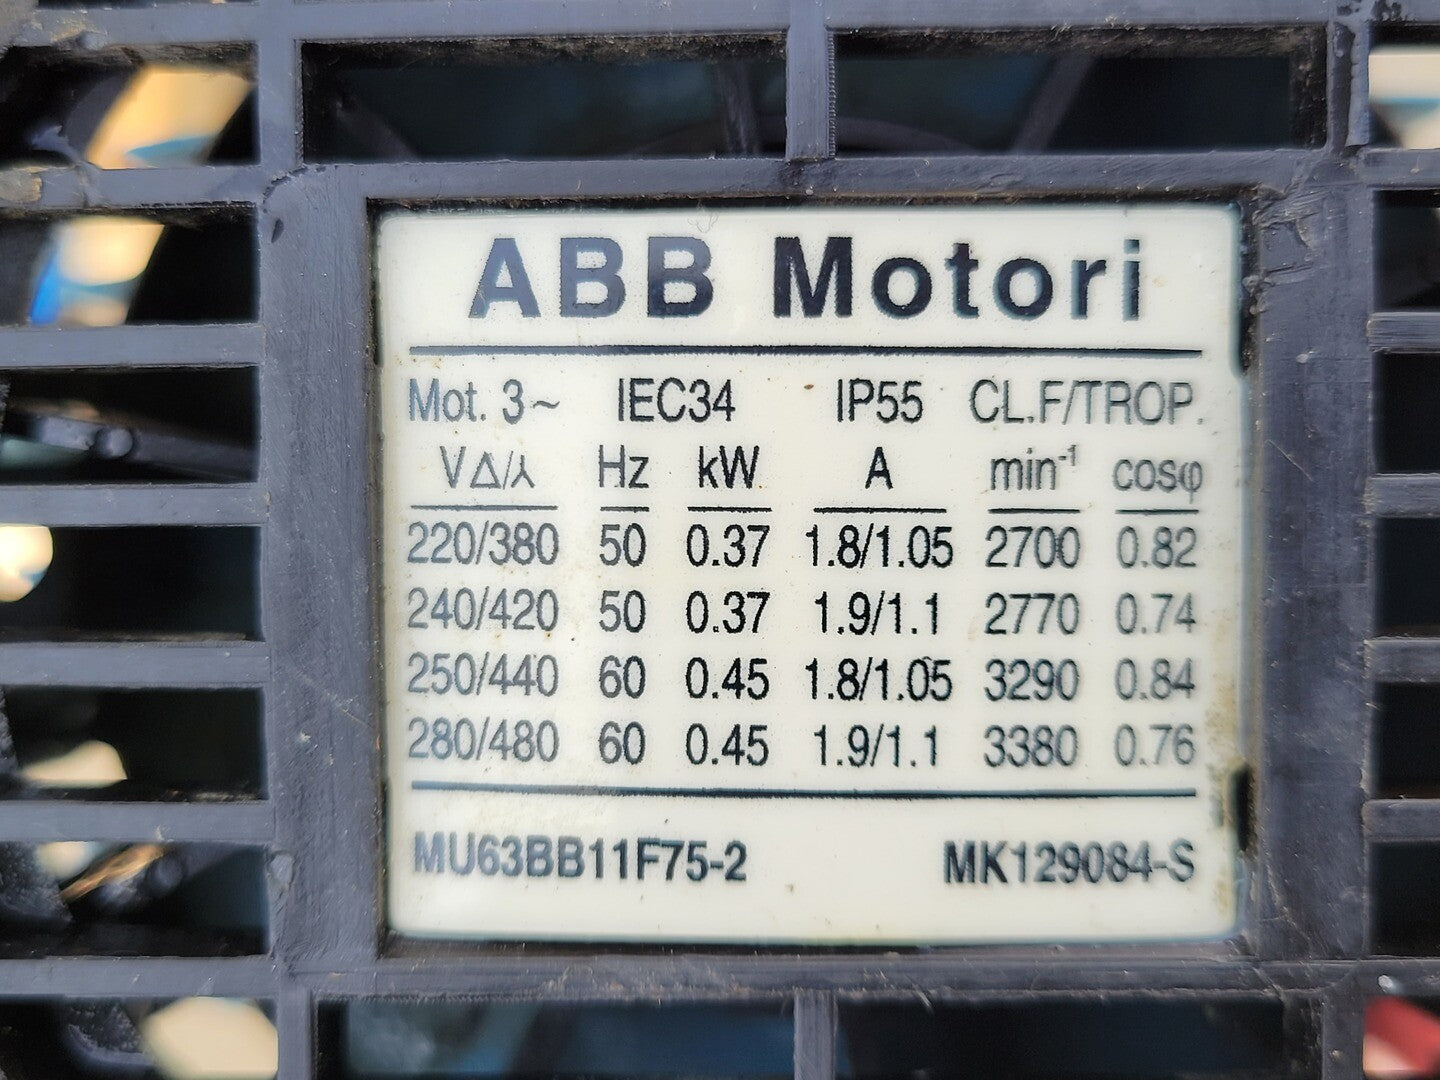 ABB Motori
Mot. 3~ IEC34 IP55 CL.F/TROP.
V Δ/⅄ Hz kW A min⁻¹ cosφ
220/380 50 0.37 1.8/1.05 2700 0.82
240/420 50 0.37 1.9/1.1 2770 0.74
250/440 60 0.45 1.8/1.05 3290 0.84
280/480 60 0.45 1.9/1.1 3380 0.76
MU63BB11F75-2 MK129084-S